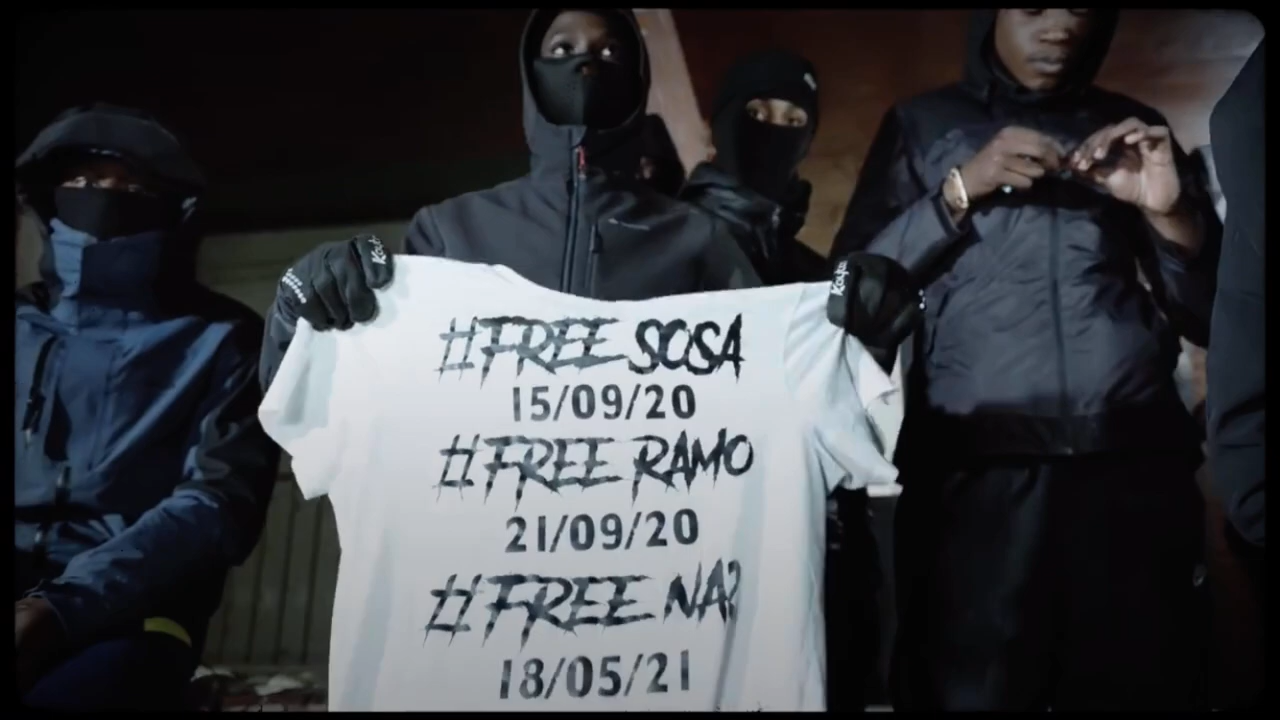 #FREE SOSA
15/09/20
#FREE RAMO
21/09/20
#FREE
18/05/21